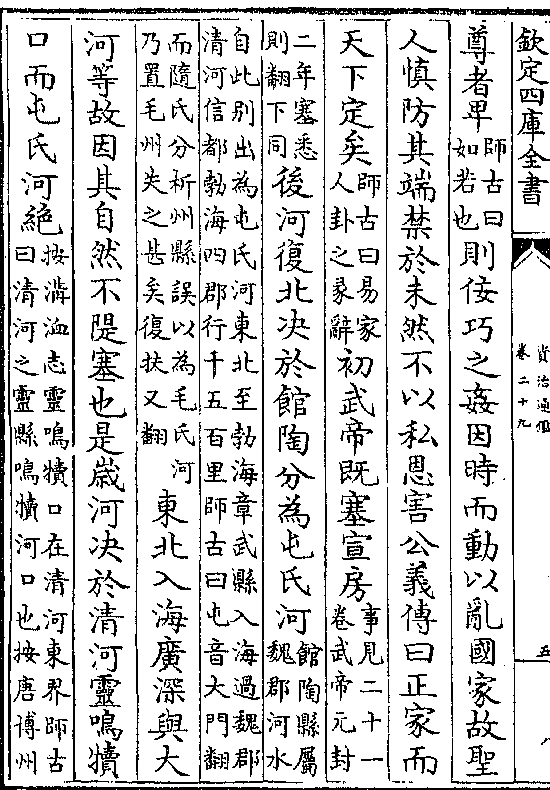 欽定四庫全書
資治通鑑
卷二十九
五
尊者卑師古曰如若也則佞巧之姦因時而動以亂國家故聖
人慎防其端禁於未然不以私恩害公義傳曰正家而
天下定矣師古曰易家人卦之彖辭初武帝既塞宣房事見二十一卷武帝元封
二年塞悉則翻下同後河復北決於館陶分為屯氏河館陶縣屬魏郡河水
自此别出為屯氏河東北至勃海章武縣入海過魏郡清河信都勃海四郡行千五百里師古曰屯音大門翻
而隋氏分析州縣誤以為毛氏河乃置毛州失之甚矣復扶又翻東北入海廣深與大
河等故因其自然不隄塞也是歲河決於清河靈鳴犢
口而屯氏河絶按溝洫志靈鳴犢口在清河東界師古曰清河之靈縣鳴犢河口也按唐博州